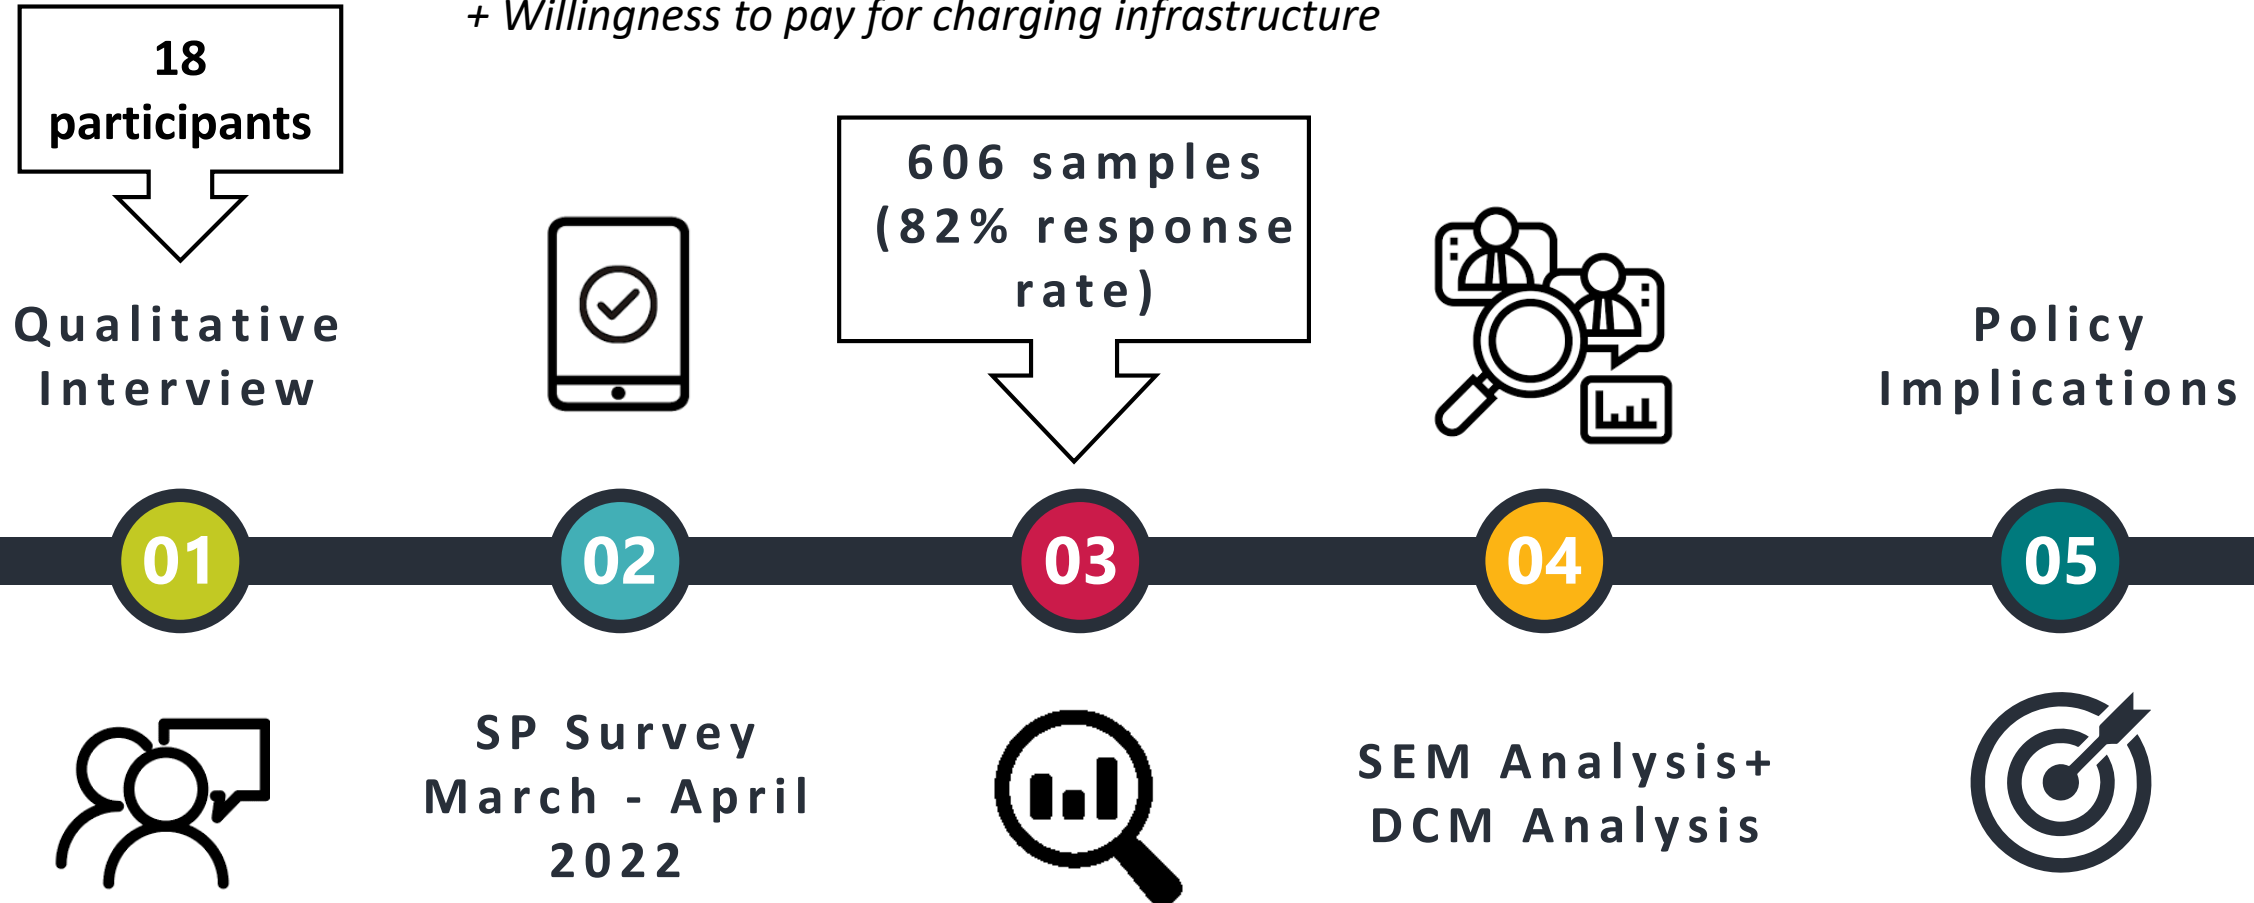 + Willingness to pay for charging infrastructure
18
participants
606 samples
(82% response
rate)
Qualitative
Interview
Policy
Implications
01
02
03
04
05
SP Survey
March - April
2022
SEM Analysis+
DCM Analysis